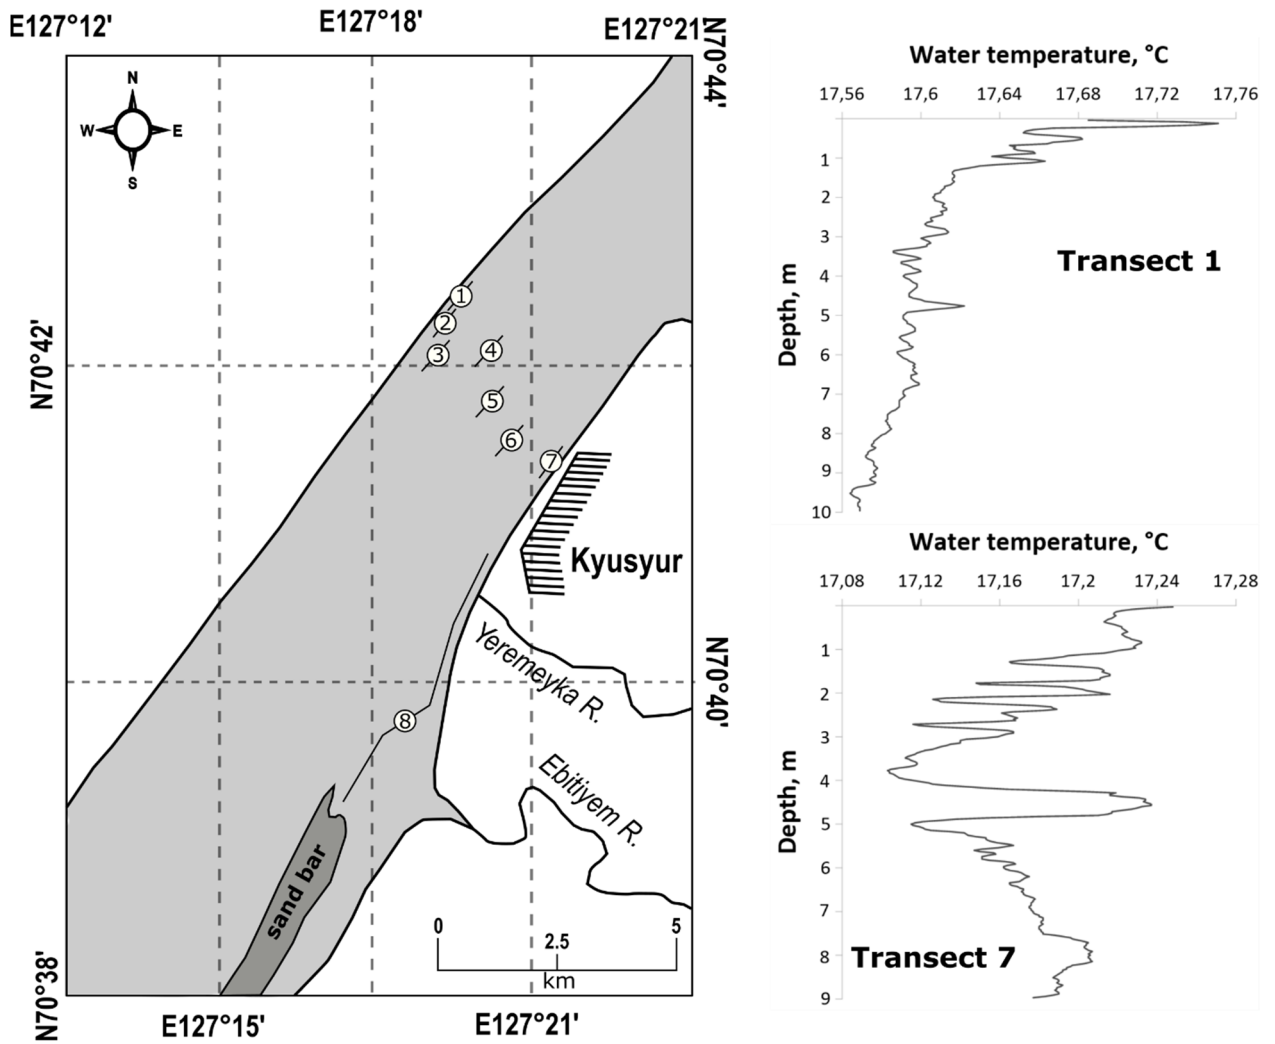 E127°12'
E127°18'
E127°21'
N70°44'
N
W
E
S
1
2
3
4
5
6
7
N70°42'
Kyusyur
Yeremeyka R.
N70°40'
8
Ebitiyem R.
sand bar
0
2.5
5
km
N70°38'
E127°15'
E127°21'
Water temperature, °C
17,56 17,6 17,64 17,68 17,72 17,76
Depth, m
1
2
3
4
5
6
7
8
9
10
Transect 1
Water temperature, °C
17,08 17,12 17,16 17,2 17,24 17,28
Depth, m
1
2
3
4
5
6
7
8
9
Transect 7